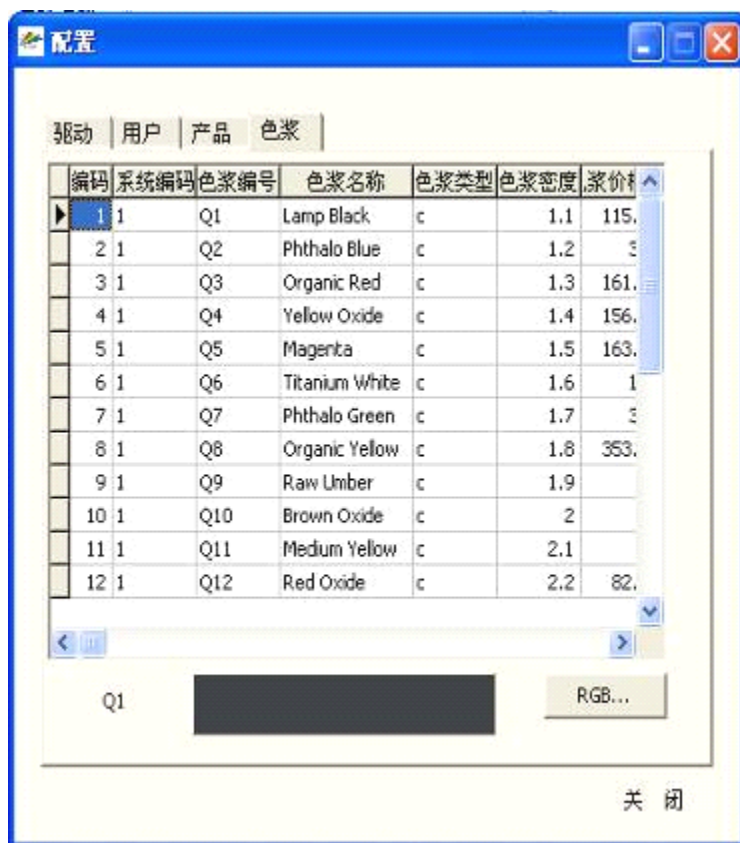 配置
驱动 用户 产品 色浆
编码 系统编码 色浆编号 色浆名称 色浆类型 色浆密度 浆价
1 1 Q1 Lamp Black c 1.1 115.
2 1 Q2 Phthalo Blue c 1.2
3 1 Q3 Organic Red c 1.3 161.
4 1 Q4 Yellow Oxide c 1.4 156.
5 1 Q5 Magenta c 1.5 163.
6 1 Q6 Titanium White c 1.6 1
7 1 Q7 Phthalo Green c 1.7
8 1 Q8 Organic Yellow c 1.8 353.
9 1 Q9 Raw Umber c 1.9
10 1 Q10 Brown Oxide c 2
11 1 Q11 Medium Yellow c 2.1
12 1 Q12 Red Oxide c 2.2 82.
Q1 RGB...
关 闭